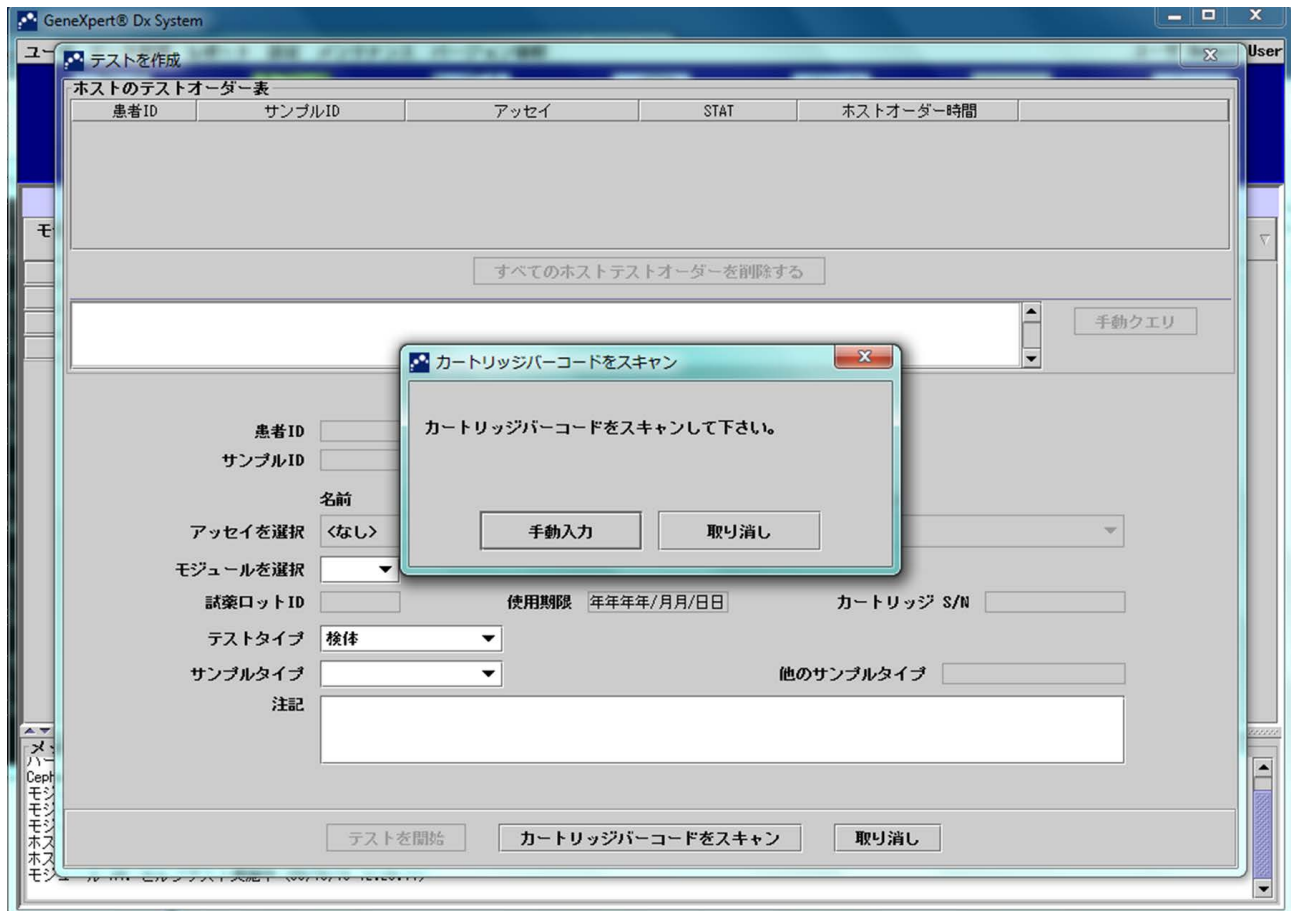 GeneXpert® Dx System
User
テストを作成
ホストのテストオーダー表
患者ID サンプルID アッセイ STAT ホストオーダー時間
すべてのホストテストオーダーを削除する
手動クエリ
カートリッジバーコードをスキャン
カートリッジバーコードをスキャンして下さい。
手動入力 取り消し
患者ID
サンプルID
名前
アッセイを選択 <なし>
モジュールを選択
試薬ロットID 使用期限 年年年年/月月/日日 カートリッジ S/N
テストタイプ 検体
サンプルタイプ 他のサンプルタイプ
注記
テストを開始 カートリッジバーコードをスキャン 取り消し